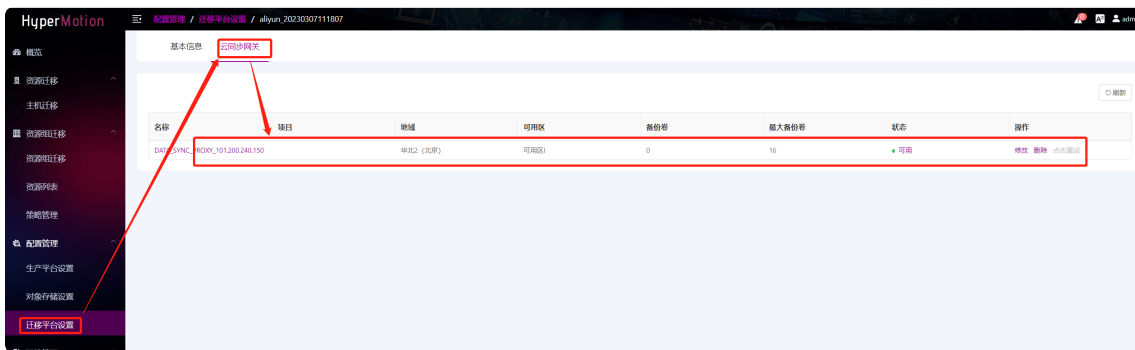 HyperMotion
配置管理 / 迁移平台设置 / aliyun_20230307111807
adm
概览
资源迁移
主机迁移
资源组迁移
资源组迁移
资源列表
策略管理
配置管理
生产平台设置
对象存储设置
迁移平台设置
基本信息 云同步网关
刷新
名称 项目 地域 可用区 备份卷 最大备份卷 状态 操作
DATA_SYNC_PROXY_101.200.240.150 华北2 (北京) 可用区I 0 16 可用 修改 删除 点击重试